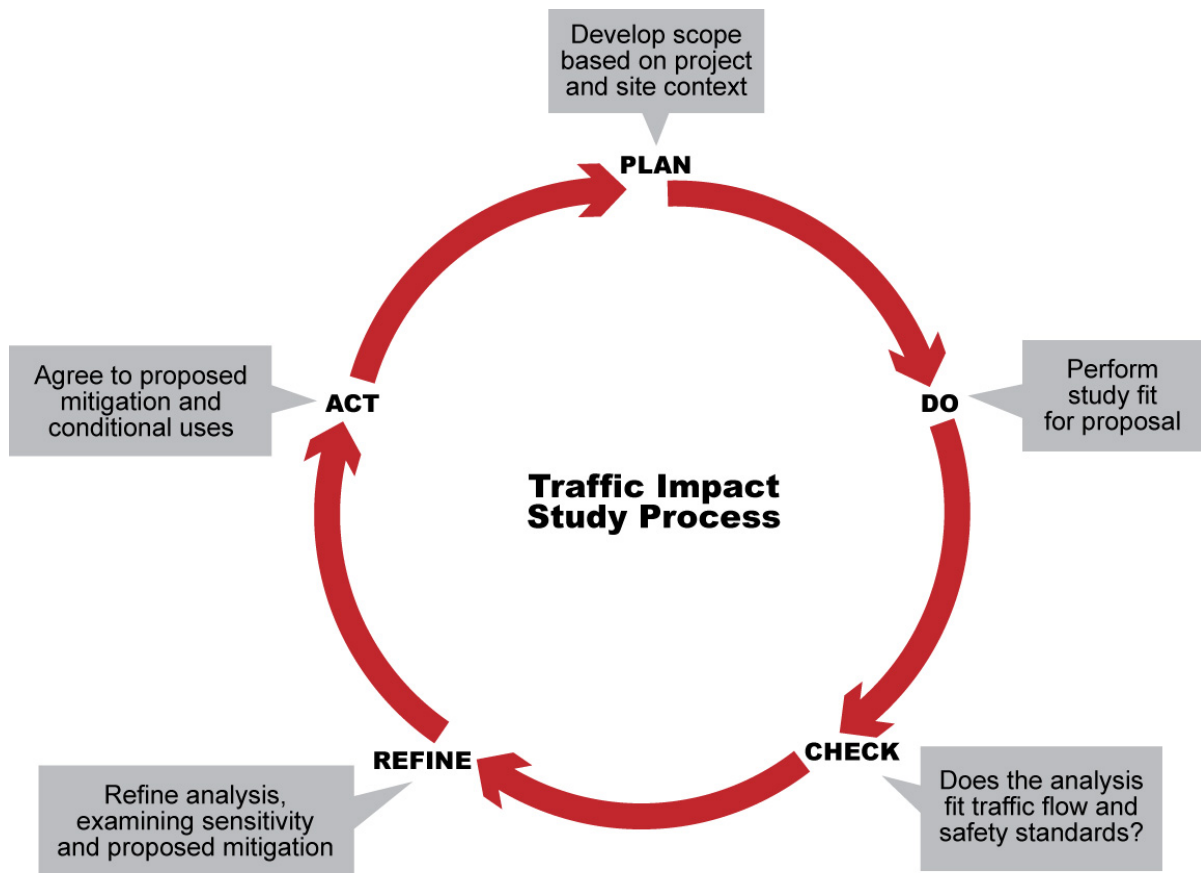 Develop scope
based on project
and site context
PLAN
Perform
study fit
for proposal
DO
Does the analysis
fit traffic flow and
safety standards?
CHECK
Refine analysis,
examining sensitivity
and proposed mitigation
REFINE
Agree to proposed
mitigation and
conditional uses
ACT
Traffic Impact
Study Process